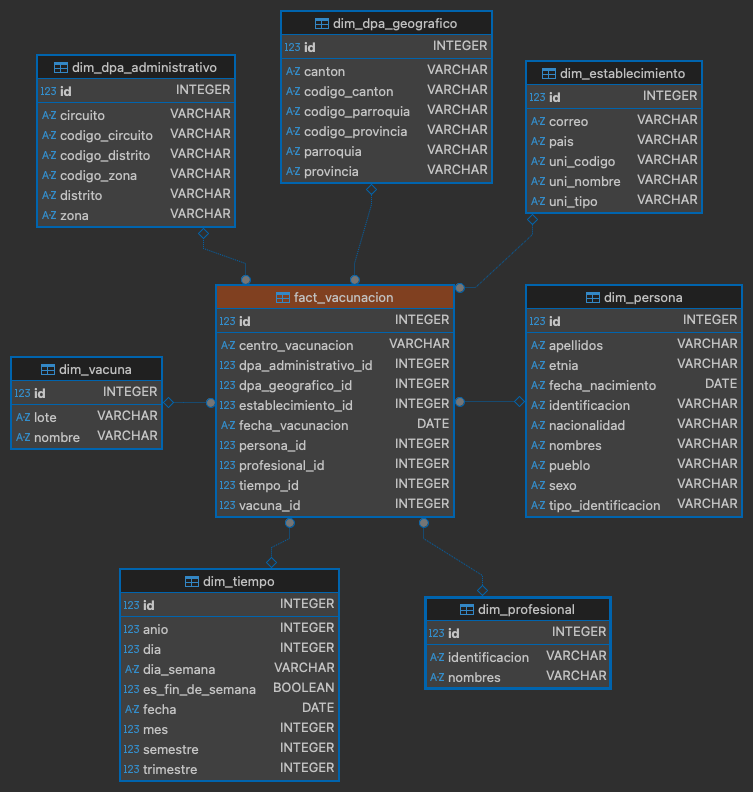 dim_dpa_geografico
123 id INTEGER
A-Z canton VARCHAR
A-Z codigo_canton VARCHAR
A-Z codigo_parroquia VARCHAR
A-Z codigo_provincia VARCHAR
A-Z parroquia VARCHAR
A-Z provincia VARCHAR
dim_dpa_administrativo
123 id INTEGER
A-Z circuito VARCHAR
A-Z codigo_circuito VARCHAR
A-Z codigo_distrito VARCHAR
A-Z codigo_zona VARCHAR
A-Z distrito VARCHAR
A-Z zona VARCHAR
dim_establecimiento
123 id INTEGER
A-Z correo VARCHAR
A-Z pais VARCHAR
A-Z uni_codigo VARCHAR
A-Z uni_nombre VARCHAR
A-Z uni_tipo VARCHAR
fact_vacunacion
123 id INTEGER
A-Z centro_vacunacion VARCHAR
123 dpa_administrativo_id INTEGER
123 dpa_geografico_id INTEGER
123 establecimiento_id INTEGER
A-Z fecha_vacunacion DATE
123 persona_id INTEGER
123 profesional_id INTEGER
123 tiempo_id INTEGER
123 vacuna_id INTEGER
dim_persona
123 id INTEGER
A-Z apellidos VARCHAR
A-Z etnia VARCHAR
A-Z fecha_nacimiento DATE
A-Z identificacion VARCHAR
A-Z nacionalidad VARCHAR
A-Z nombres VARCHAR
A-Z pueblo VARCHAR
A-Z sexo VARCHAR
A-Z tipo_identificacion VARCHAR
dim_vacuna
123 id INTEGER
A-Z lote VARCHAR
A-Z nombre VARCHAR
dim_tiempo
123 id INTEGER
123 anio INTEGER
123 dia INTEGER
A-Z dia_semana VARCHAR
123 es_fin_de_semana BOOLEAN
A-Z fecha DATE
123 mes INTEGER
123 semestre INTEGER
123 trimestre INTEGER
dim_profesional
123 id INTEGER
A-Z identificacion VARCHAR
A-Z nombres VARCHAR